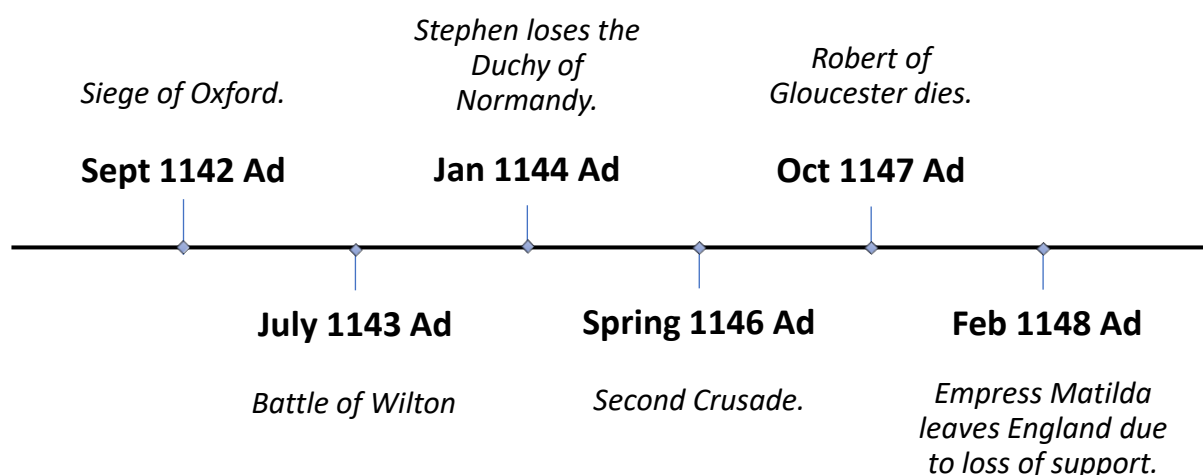 Siege of Oxford.
Sept 1142 Ad
Stephen loses the
Duchy of
Normandy.
Jan 1144 Ad
Robert of
Gloucester dies.
Oct 1147 Ad
July 1143 Ad
Battle of Wilton
Spring 1146 Ad
Second Crusade.
Feb 1148 Ad
Empress Matilda
leaves England due
to loss of support.